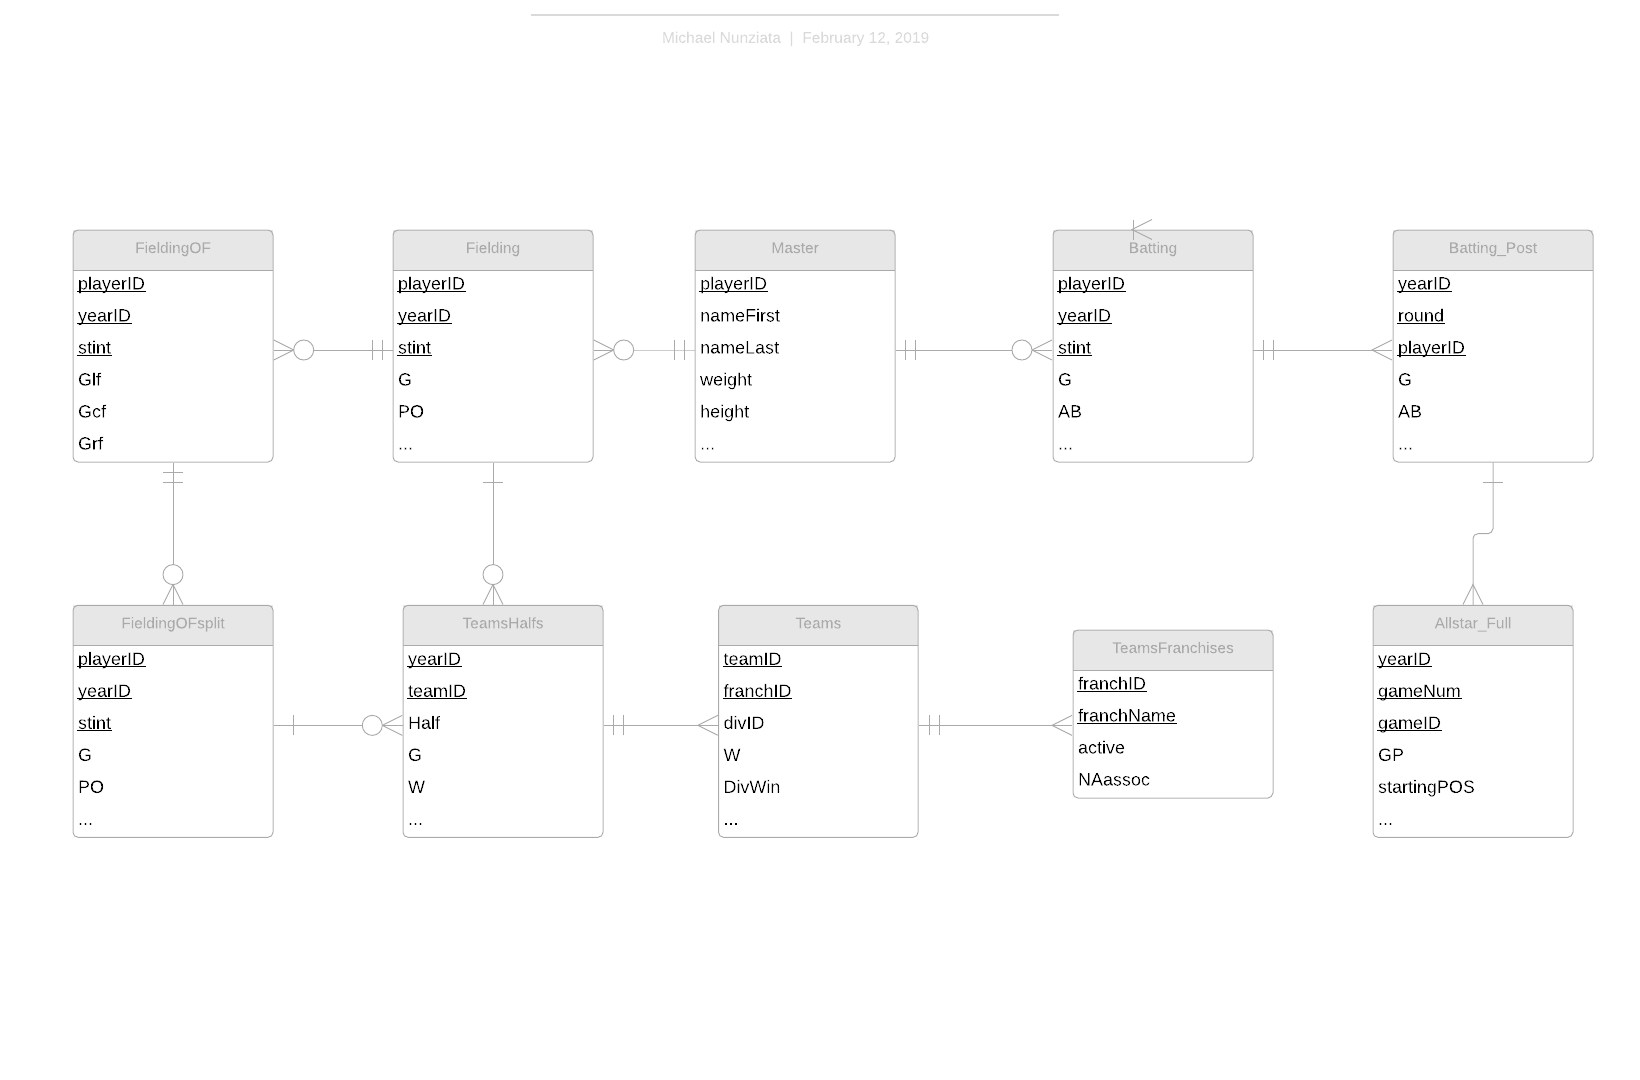 Michael Nunziata | February 12, 2019
FieldingOF
playerID
yearID
stint
Glf
Gcf
Grf
Fielding
playerID
yearID
stint
G
PO
...
Master
playerID
nameFirst
nameLast
weight
height
...
Batting
playerID
yearID
stint
G
AB
...
Batting_Post
yearID
round
playerID
G
AB
...
FieldingOFsplit
playerID
yearID
stint
G
PO
...
TeamsHalfs
yearID
teamID
Half
G
W
...
Teams
teamID
franchID
divID
W
DivWin
...
TeamsFranchises
franchID
franchName
active
NAassoc
Allstar_Full
yearID
gameNum
gameID
GP
startingPOS
...